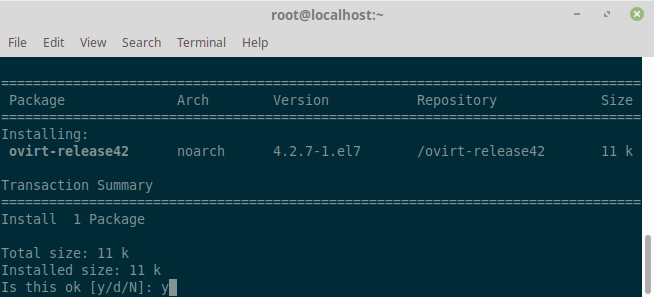 root@localhost:~
File Edit View Search Terminal Help
================================================================================
Package Arch Version Repository Size
================================================================================
Installing:
ovirt-release42 noarch 4.2.7-1.el7 /ovirt-release42 11 k
Transaction Summary
================================================================================
Install  1 Package
Total size: 11 k
Installed size: 11 k
Is this ok [y/d/N]: y